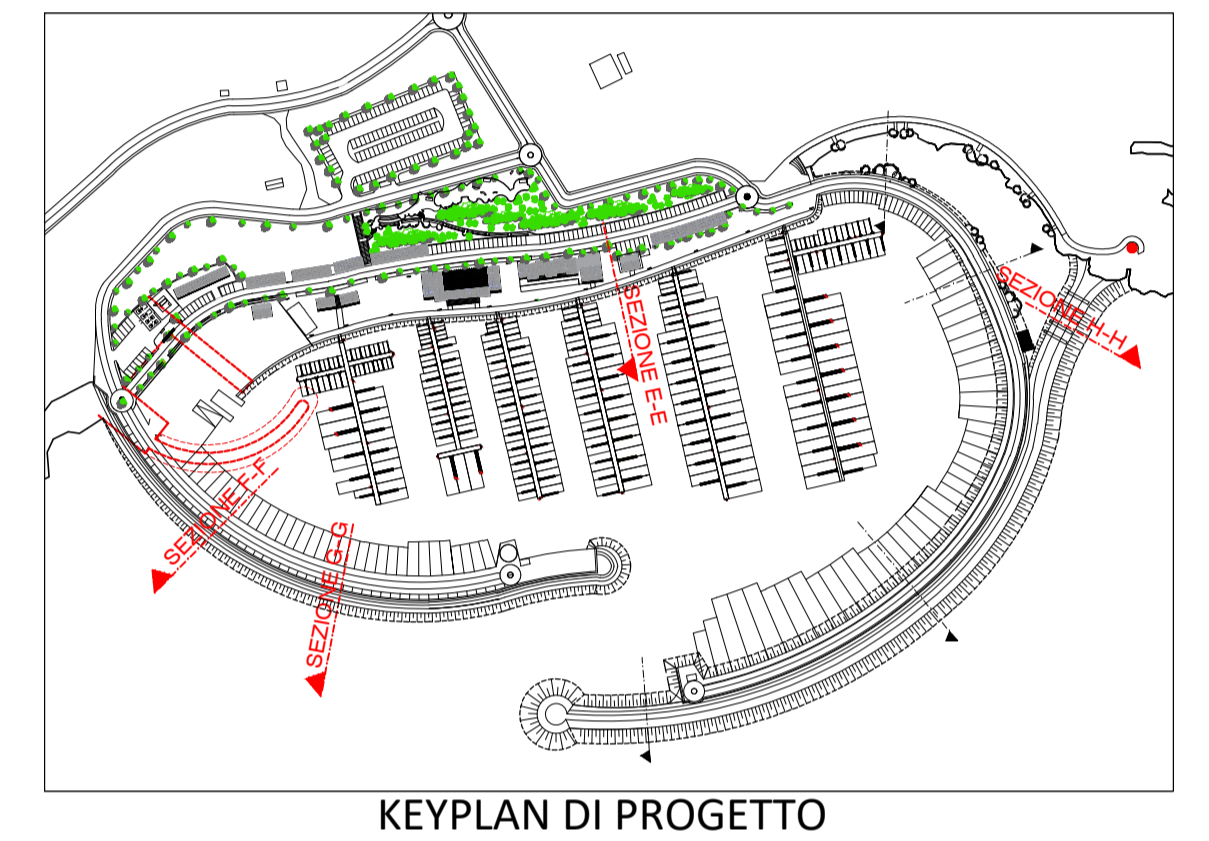 SEZIONE H-H
SEZIONE E-E
SEZIONE F-F
SEZIONE G-G
KEYPLAN DI PROGETTO